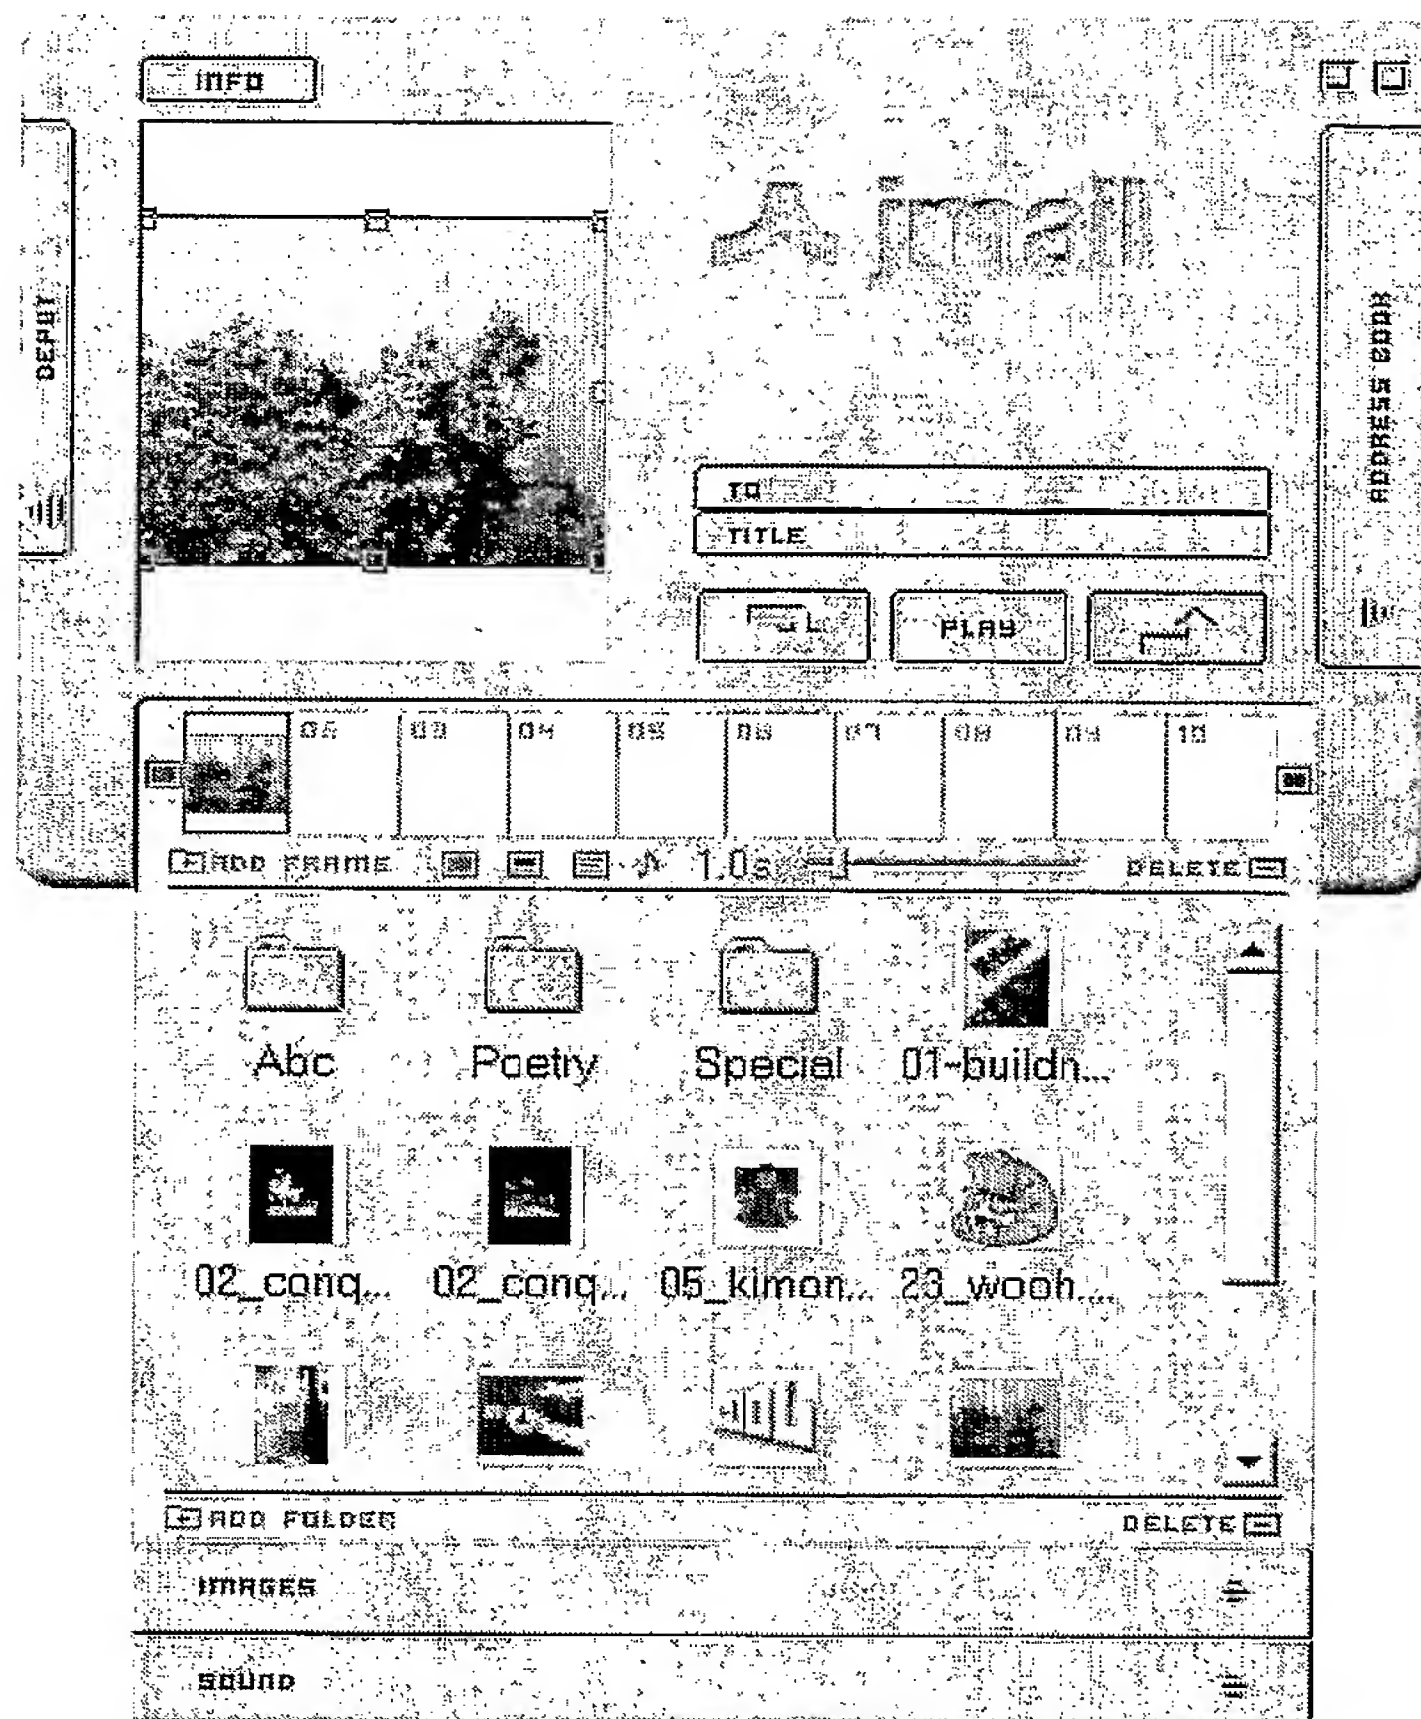 INFO
jmail
DEPOT
ADDRESS BOOK
TO
TITLE
PLAY
02 03 04 05 06 07 08 09 10
ADD FRAME 1.0s DELETE
Abc Poetry Special 01-buildn...
02_conq... 02_conq... 05_kimon... 23_wooh...
ADD FOLDER DELETE
IMAGES
SOUND